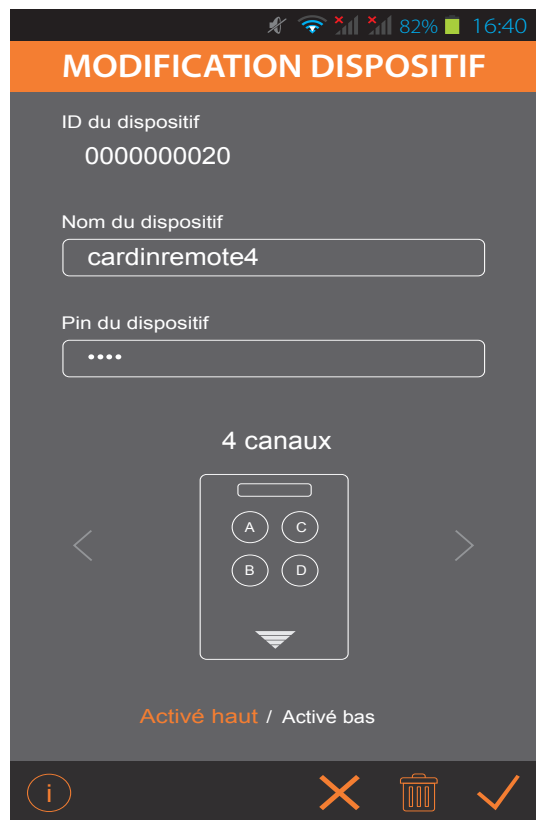 82% 16:40
MODIFICATION DISPOSITIF
ID du dispositif
0000000020
Nom du dispositif
cardinremote4
Pin du dispositif
••••
4 canaux
A C
B D
Activé haut / Activé bas
i